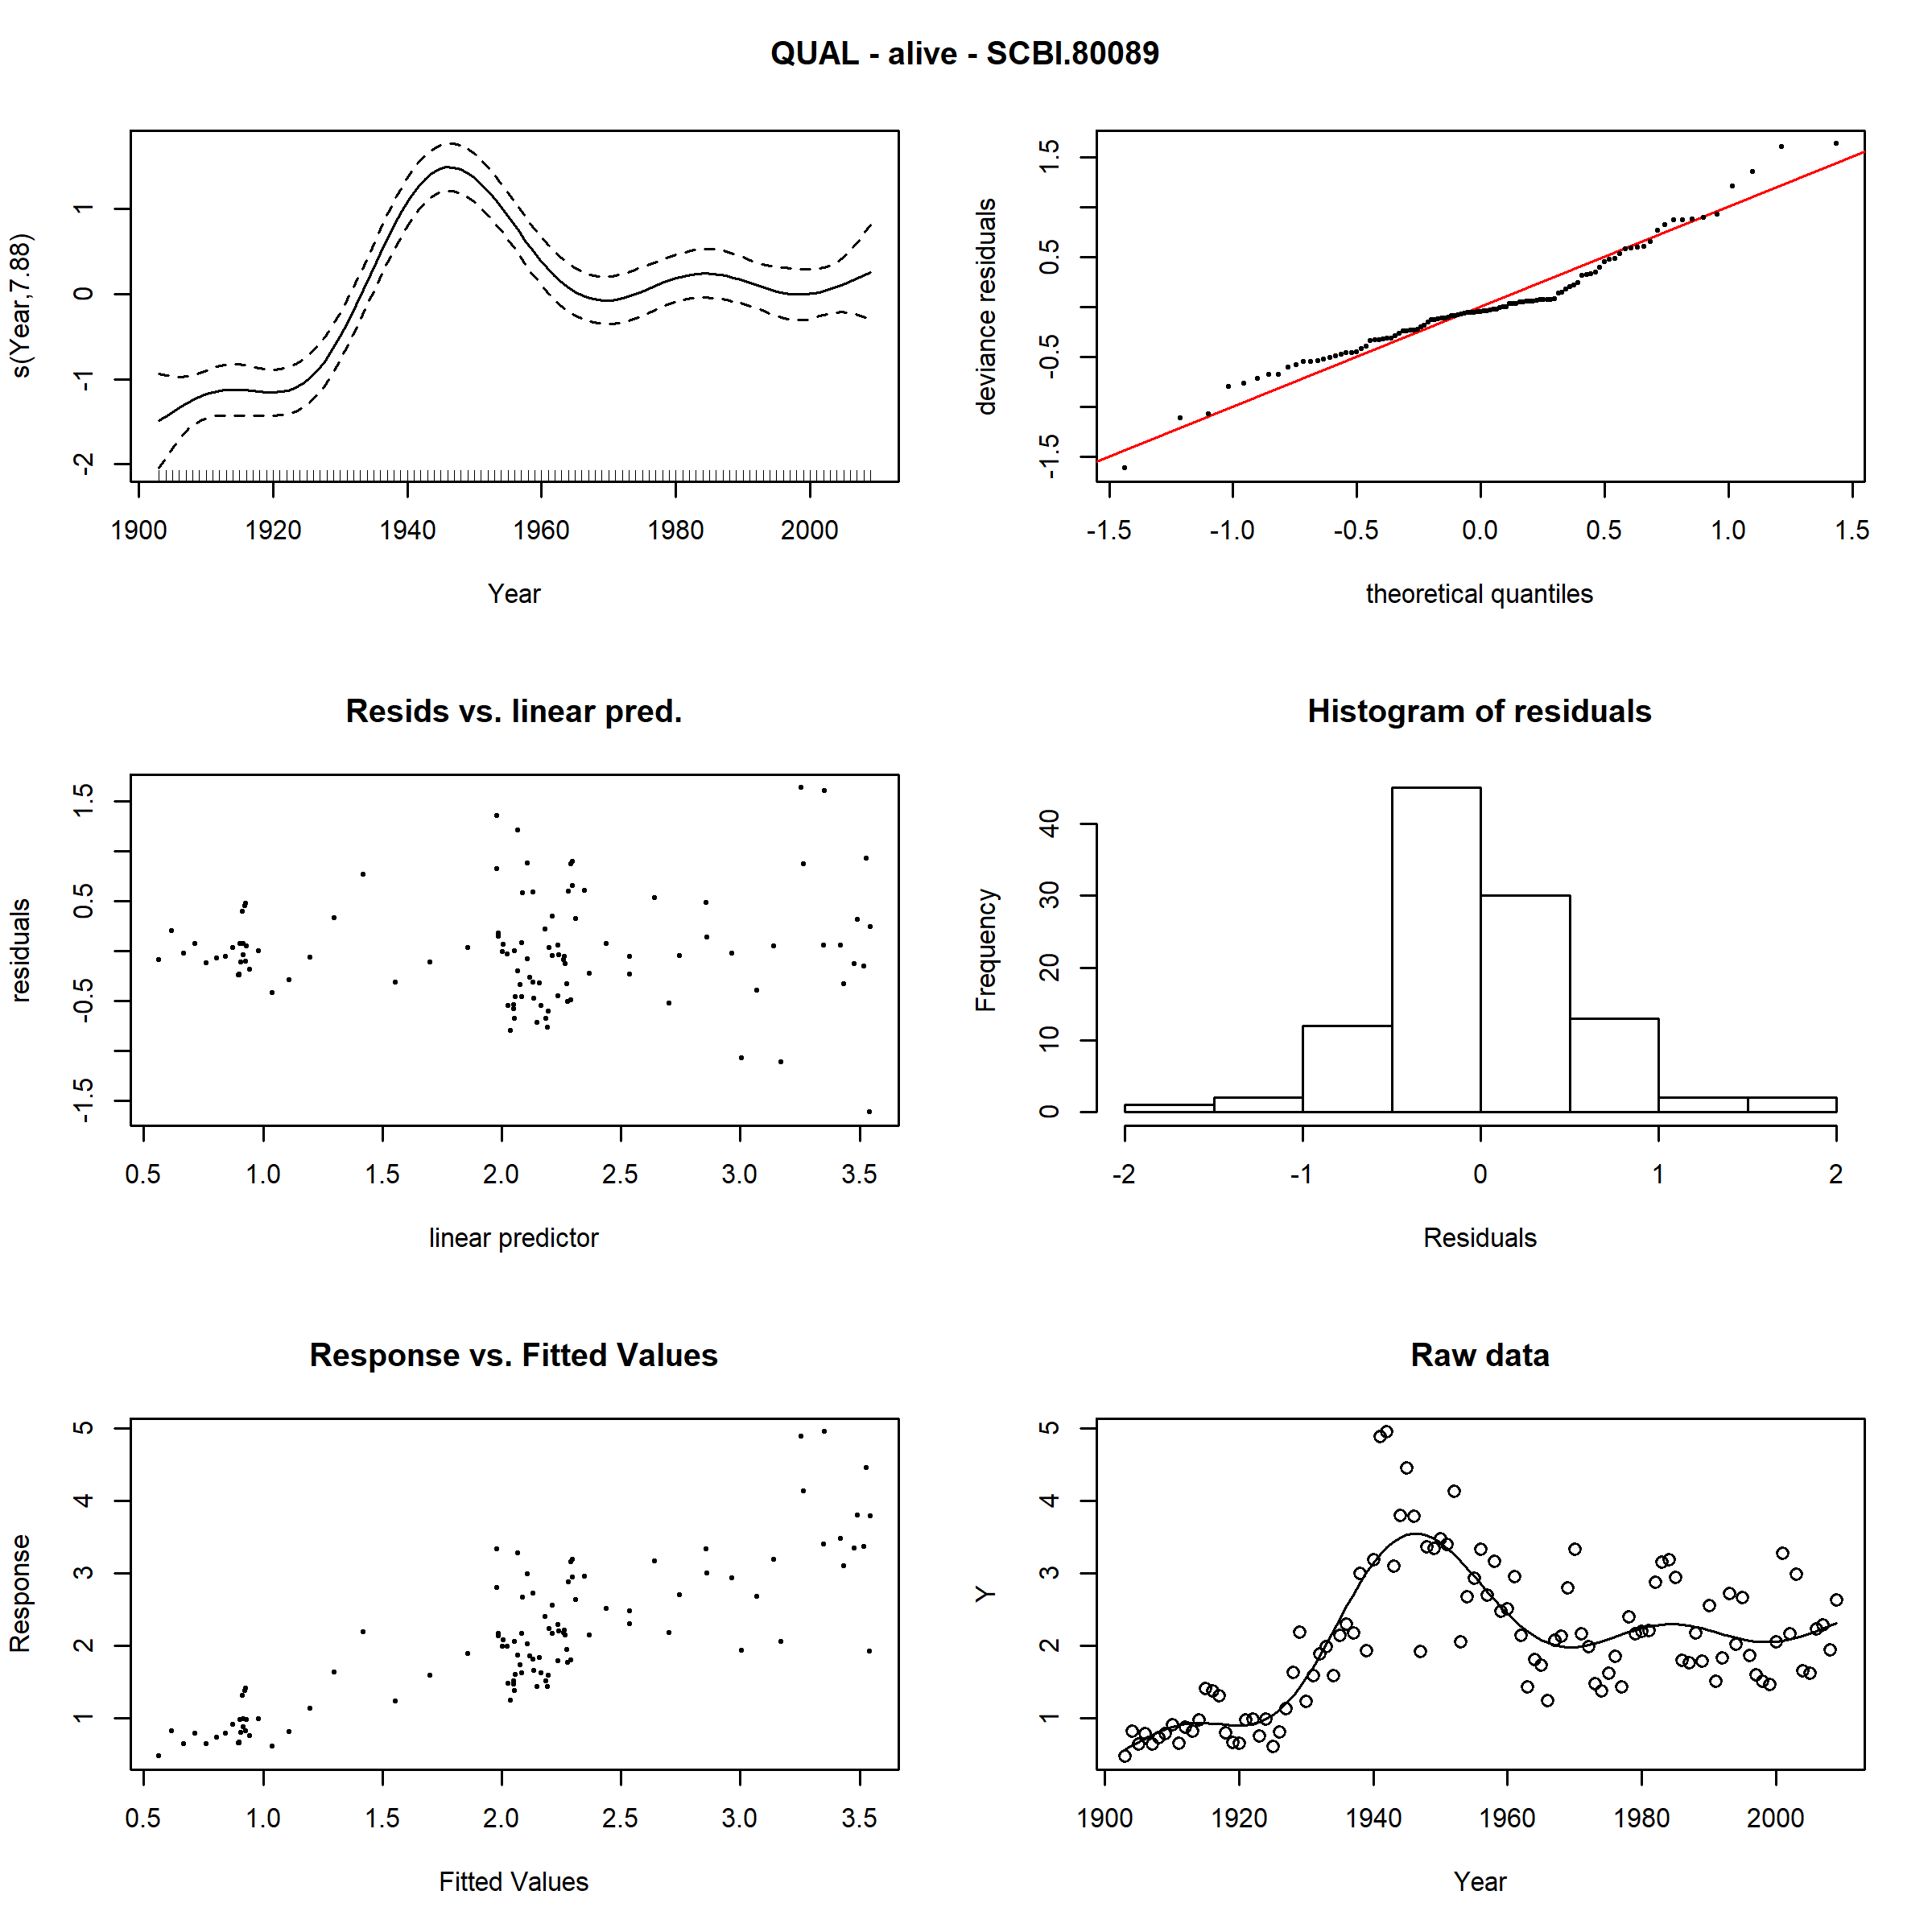 QUAL - alive - SCBI.80089
s(Year,7.88)
1
0
-1
-2
1900 1920 1940 1960 1980 2000
Year
deviance residuals
1.5
0.5
-0.5
-1.5
-1.5 -1.0 -0.5 0.0 0.5 1.0 1.5
theoretical quantiles
Resids vs. linear pred.
residuals
1.5
0.5
-0.5
-1.5
0.5 1.0 1.5 2.0 2.5 3.0 3.5
linear predictor
Histogram of residuals
Frequency
40
30
20
10
0
-2 -1 0 1 2
Residuals
Response vs. Fitted Values
Response
5
4
3
2
1
0.5 1.0 1.5 2.0 2.5 3.0 3.5
Fitted Values
Raw data
Y
5
4
3
2
1
1900 1920 1940 1960 1980 2000
Year